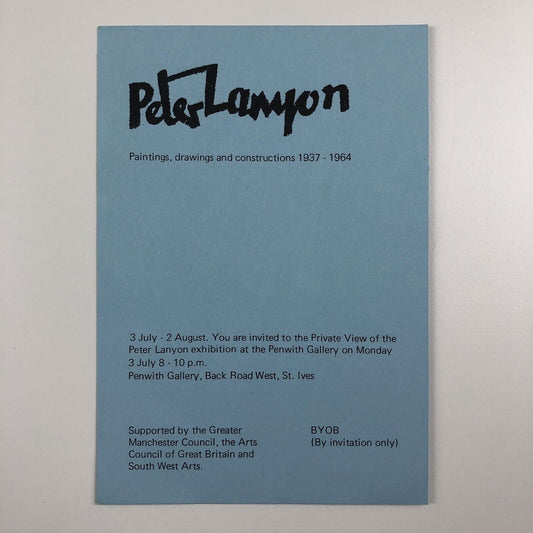 Peter Lanyon
Paintings, drawings and constructions 1937 - 1964
3 July - 2 August. You are invited to the Private View of the
Peter Lanyon exhibition at the Penwith Gallery on Monday
3 July 8 - 10 p.m.
Penwith Gallery, Back Road West, St. Ives
Supported by the Greater
Manchester Council, the Arts
Council of Great Britain and
South West Arts.
BYOB
(By invitation only)